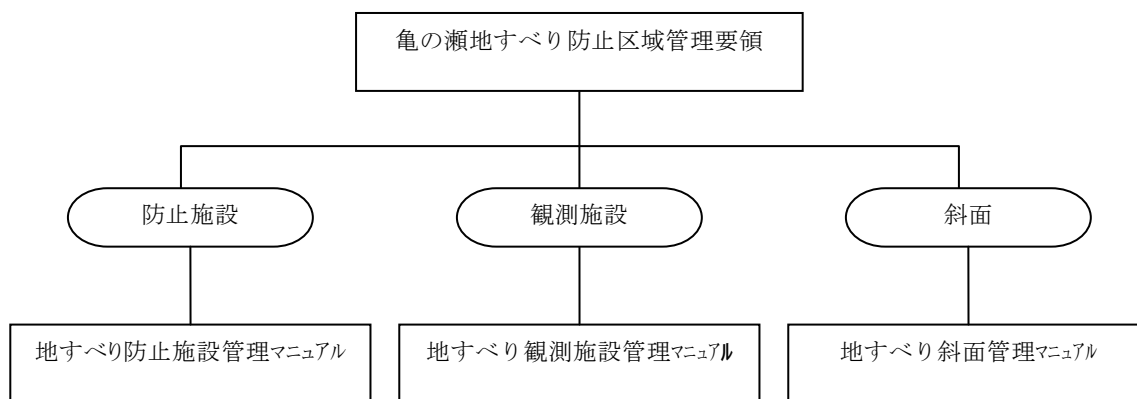 亀の瀬地すべり防止区域管理要領
防止施設
観測施設
斜面
地すべり防止施設管理マニュアル
地すべり観測施設管理マニュアル
地すべり斜面管理マニュアル